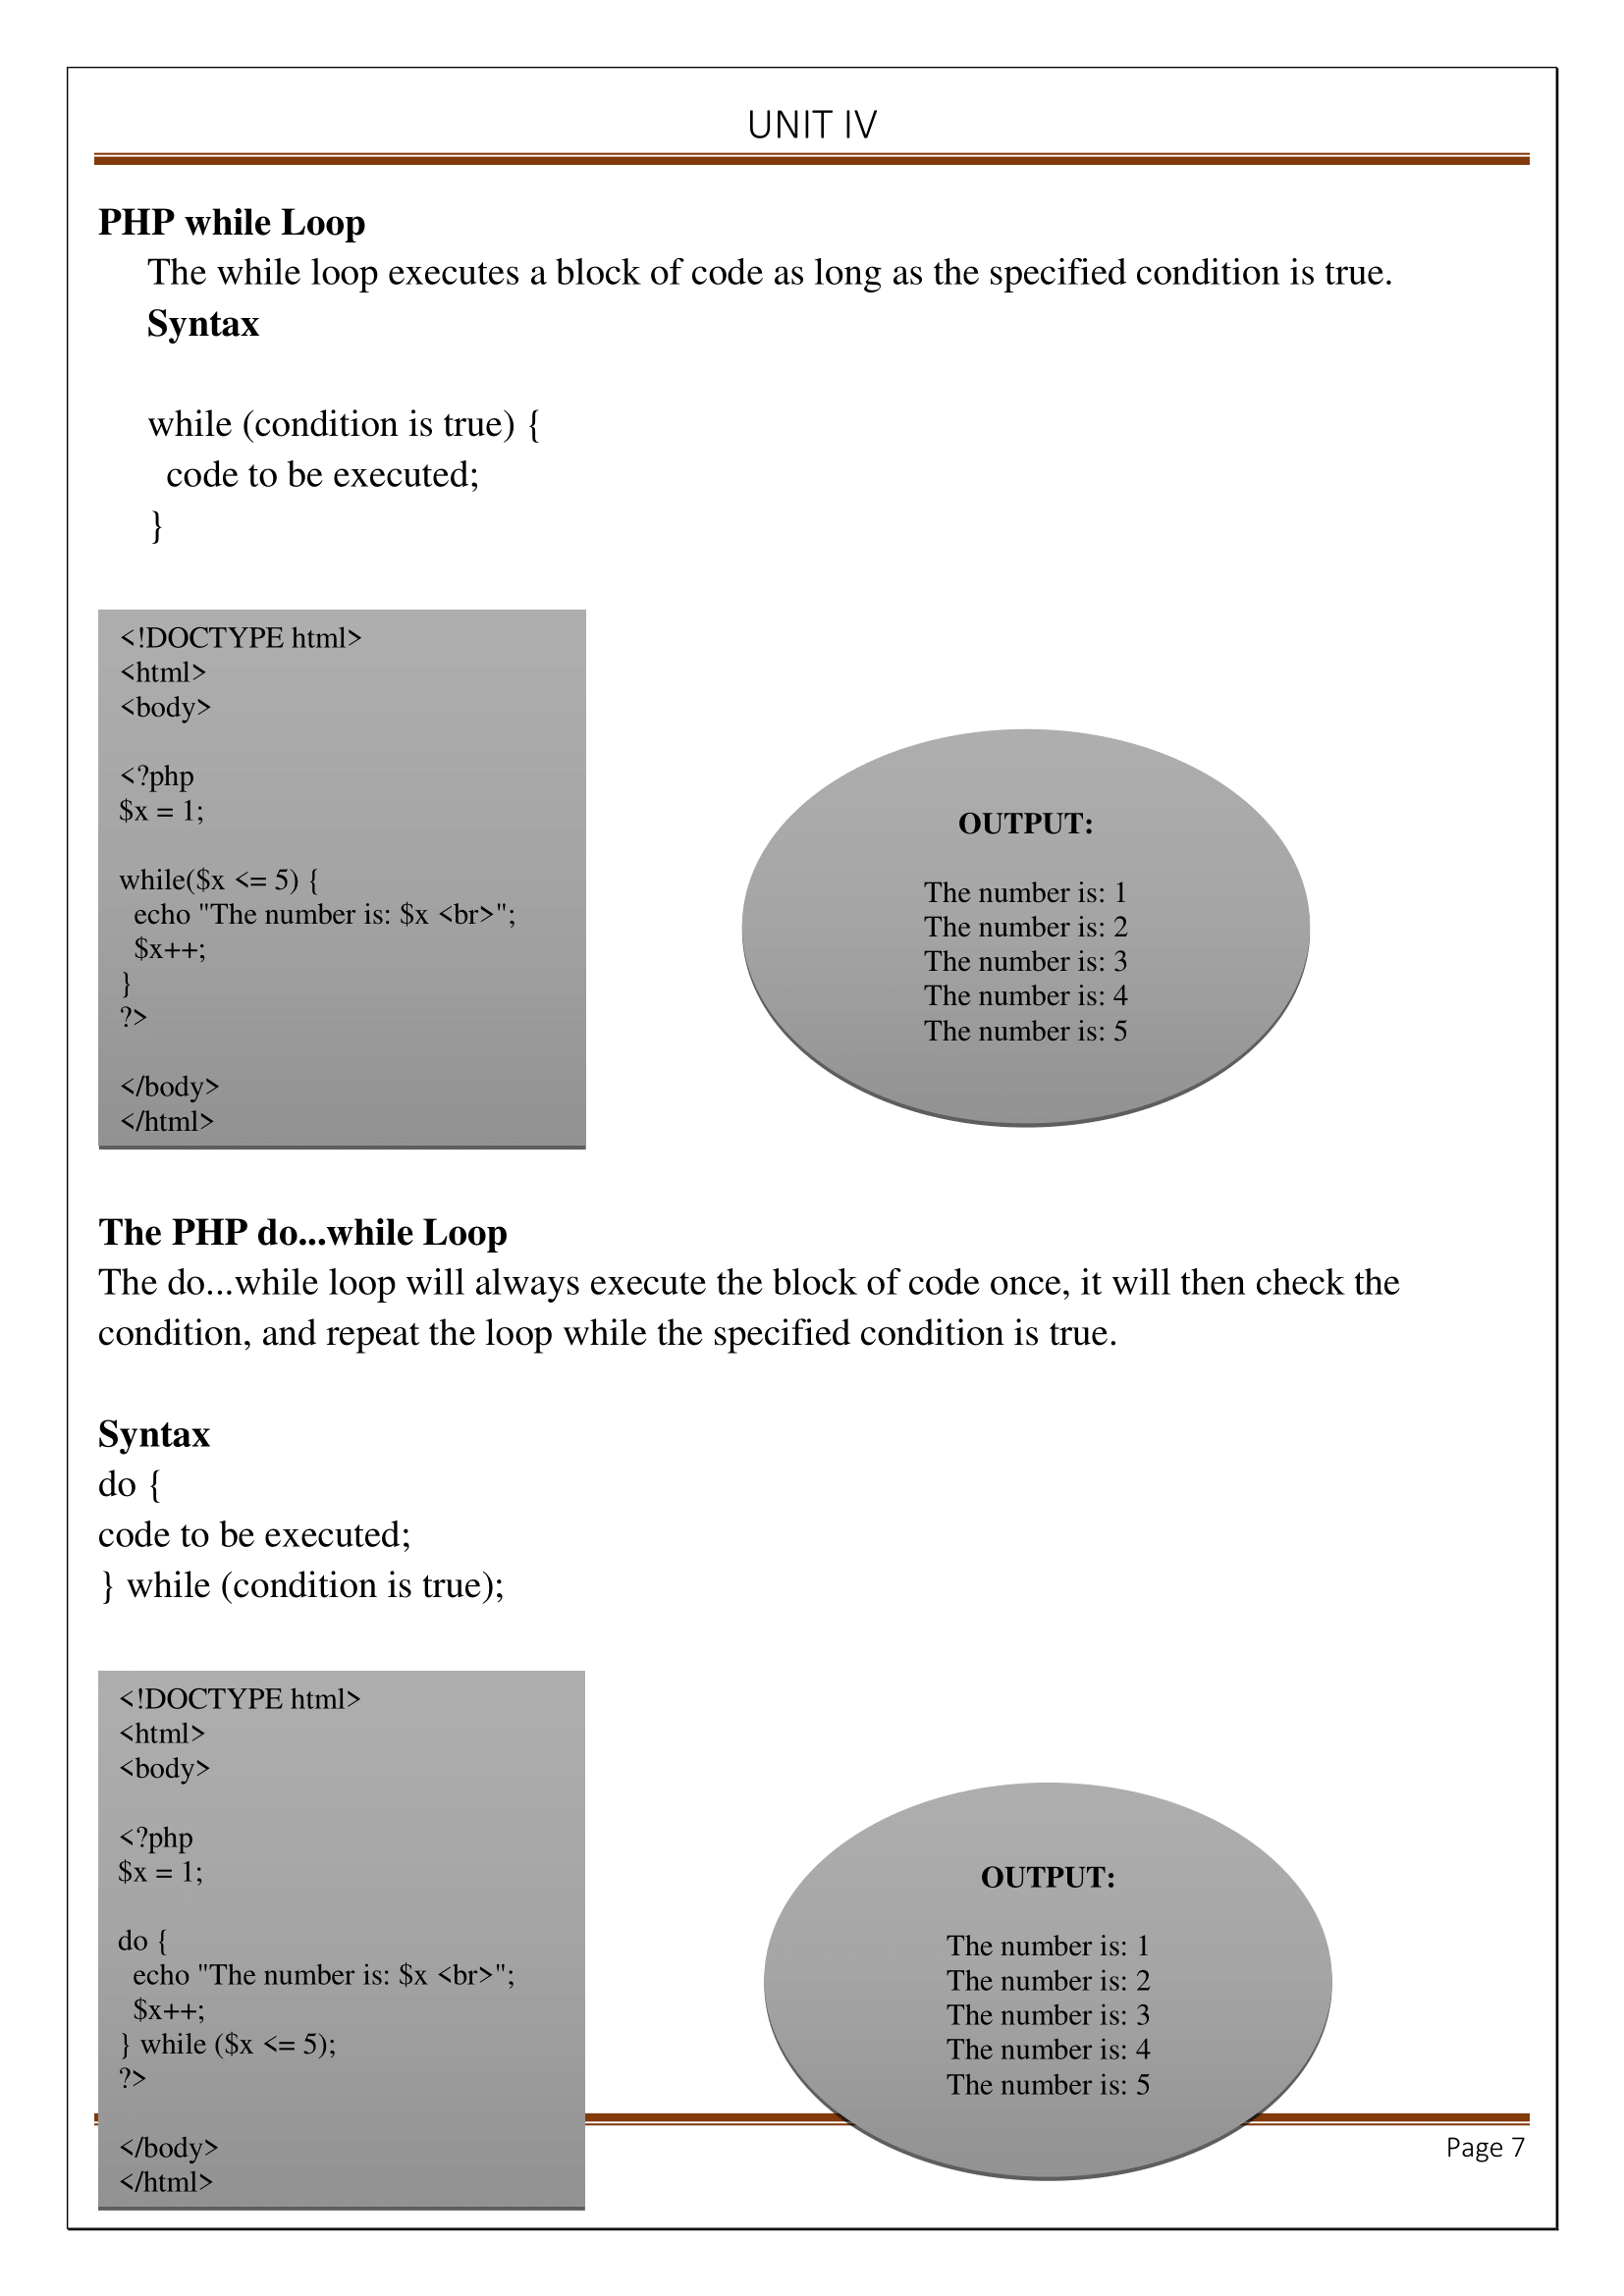 UNIT IV
PHP while Loop
The while loop executes a block of code as long as the specified condition is true.
Syntax
while (condition is true) {
code to be executed;
}
<!DOCTYPE html>
<html>
<body>
<?php
$x = 1;
while($x <= 5) {
echo "The number is: $x <br>";
$x++;
}
?>
</body>
</html>
OUTPUT:
The number is: 1
The number is: 2
The number is: 3
The number is: 4
The number is: 5
The PHP do...while Loop
The do...while loop will always execute the block of code once, it will then check the
condition, and repeat the loop while the specified condition is true.
Syntax
do {
code to be executed;
} while (condition is true);
<!DOCTYPE html>
<html>
<body>
<?php
$x = 1;
do {
echo "The number is: $x <br>";
$x++;
} while ($x <= 5);
?>
</body>
</html>
OUTPUT:
The number is: 1
The number is: 2
The number is: 3
The number is: 4
The number is: 5
Page 7